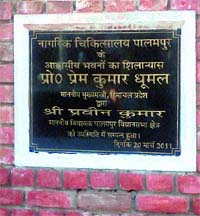 नागरिक चिकित्सालय पालमपुर
के
आवासीय भवनों का शिलान्यास
प्रो० प्रेम कुमार धूमल
माननीय मुख्यमंत्री, हिमाचल प्रदेश
द्वारा
श्री प्रवीन कुमार
माननीय विधायक पालमपुर विधानसभा क्षेत्र
की उपस्थिति में सम्पन्न हुआ।
दिनांक 20 मार्च 2011